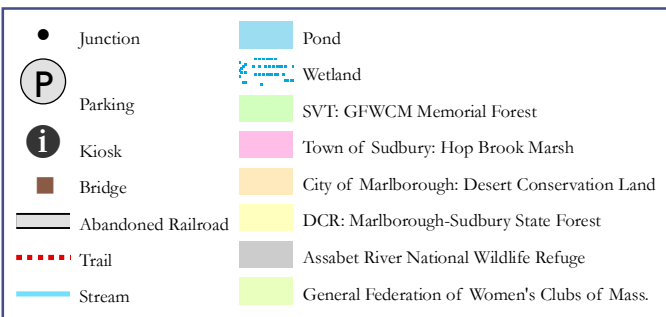 Junction
P
Parking
i
Kiosk
Bridge
Abandoned Railroad
Trail
Stream
Pond
Wetland
SVT: GFWCM Memorial Forest
Town of Sudbury: Hop Brook Marsh
City of Marlborough: Desert Conservation Land
DCR: Marlborough-Sudbury State Forest
Assabet River National Wildlife Refuge
General Federation of Women's Clubs of Mass.